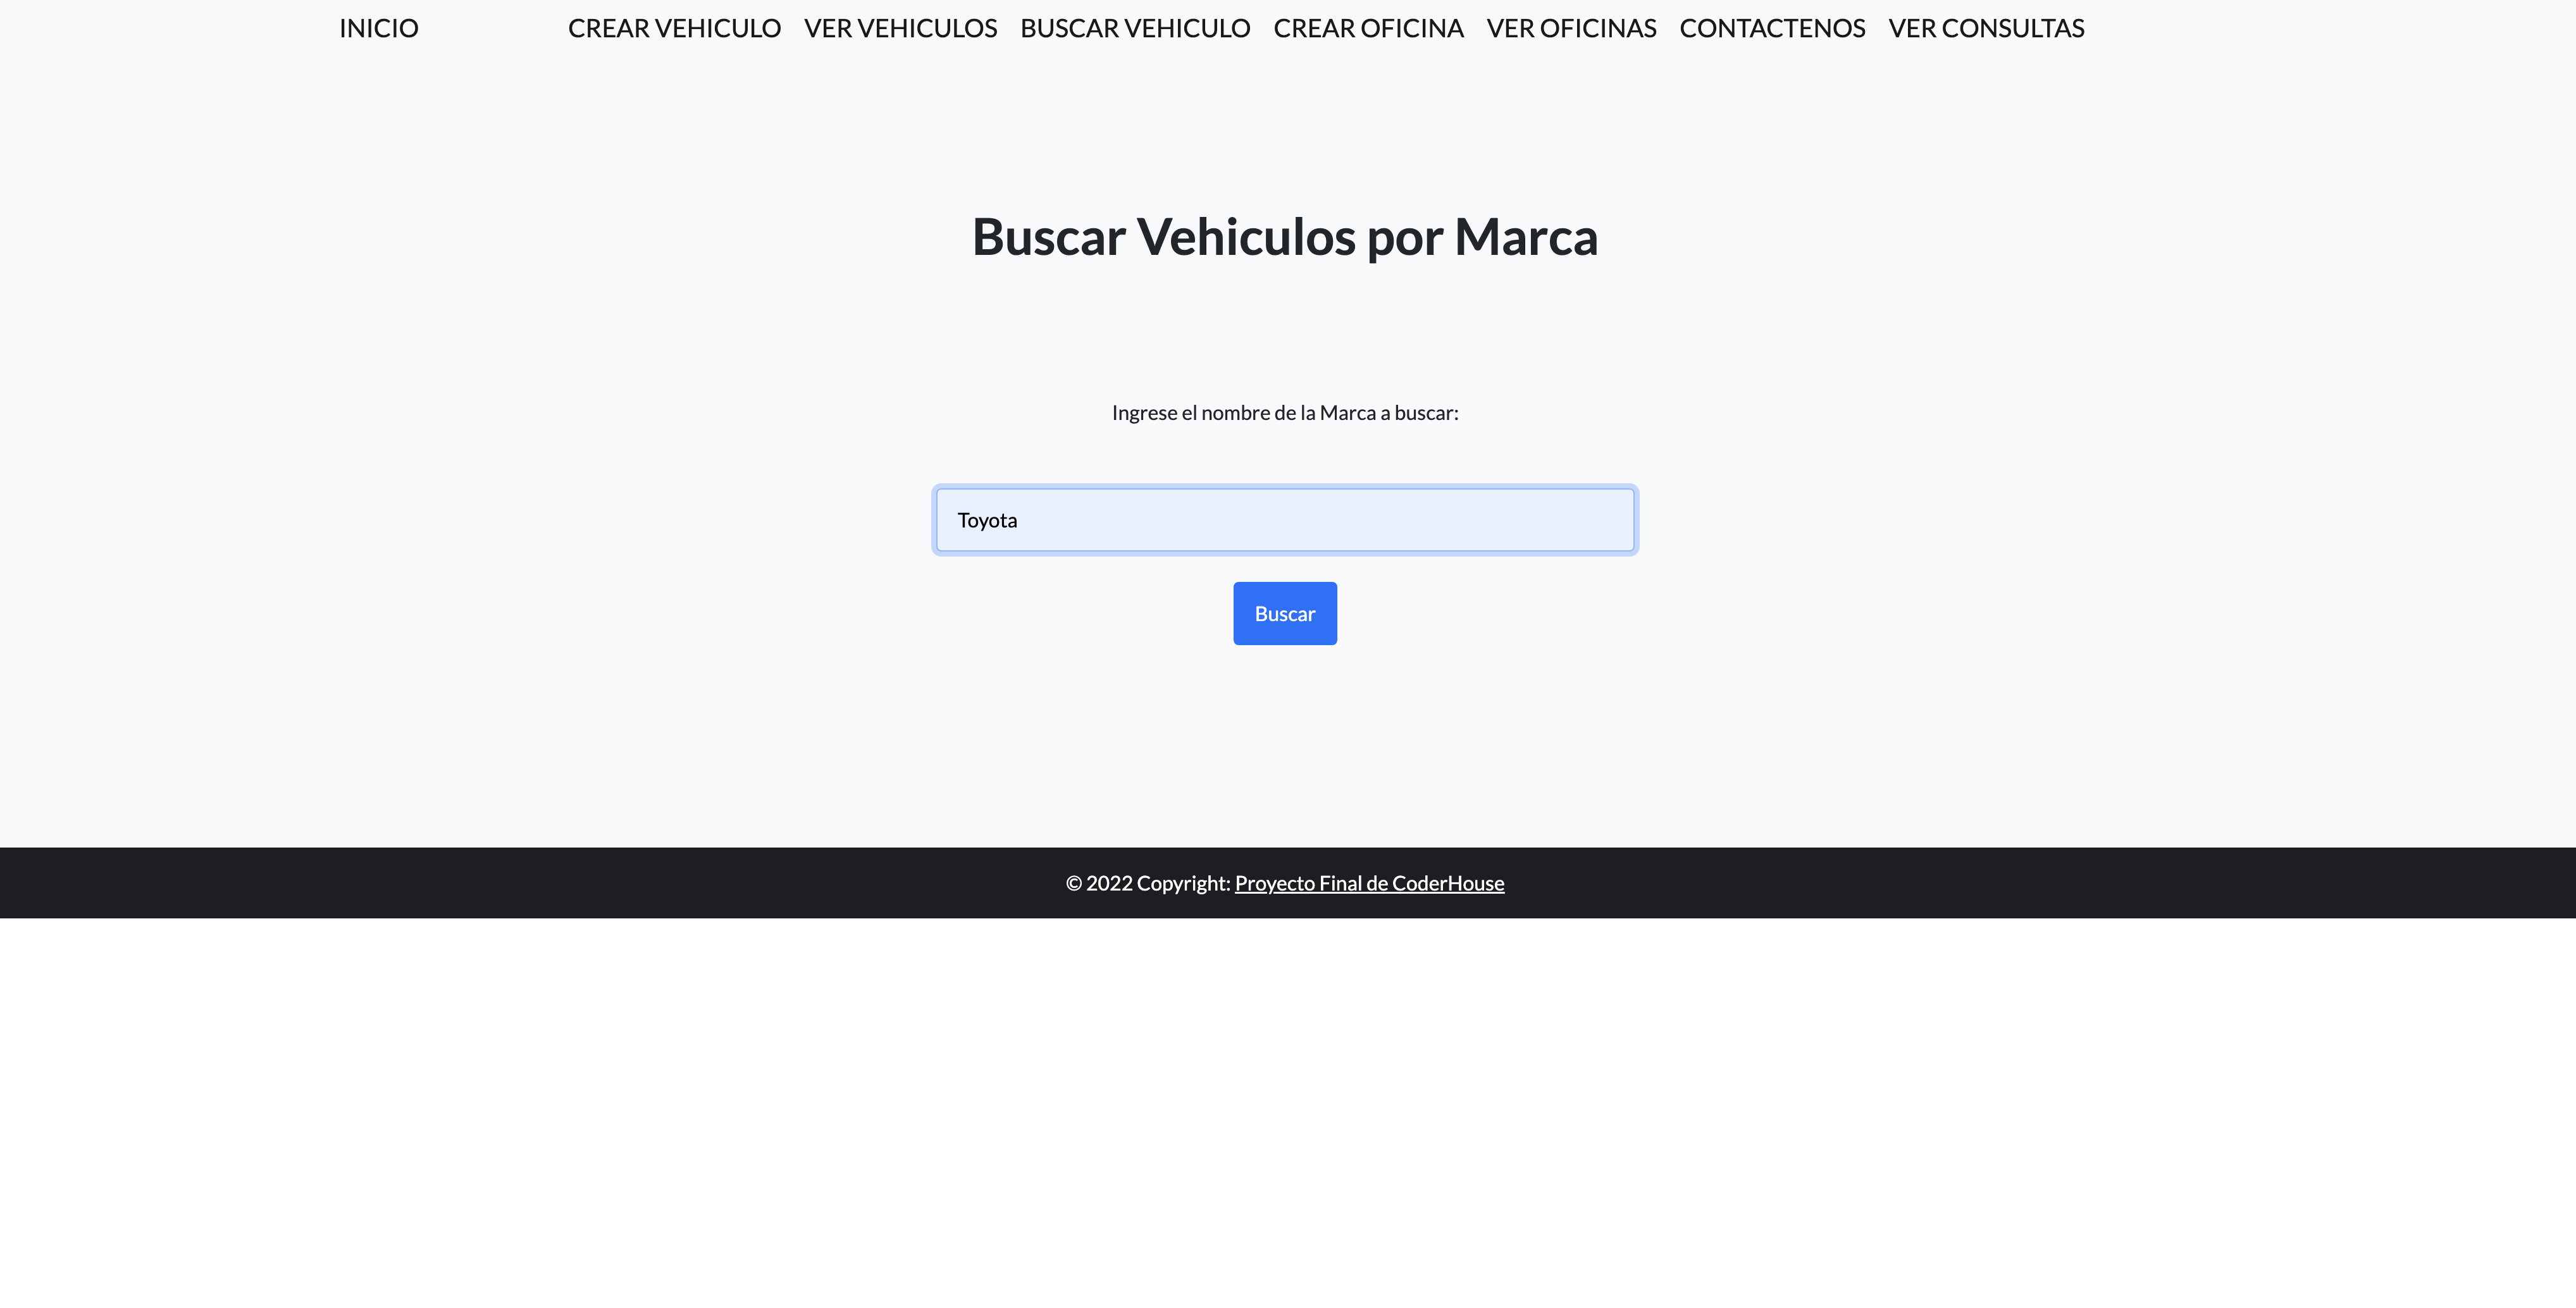 INICIO CREAR VEHICULO VER VEHICULOS BUSCAR VEHICULO CREAR OFICINA VER OFICINAS CONTACTENOS VER CONSULTAS
Buscar Vehiculos por Marca
Ingrese el nombre de la Marca a buscar:
Toyota
Buscar
© 2022 Copyright: Proyecto Final de CoderHouse